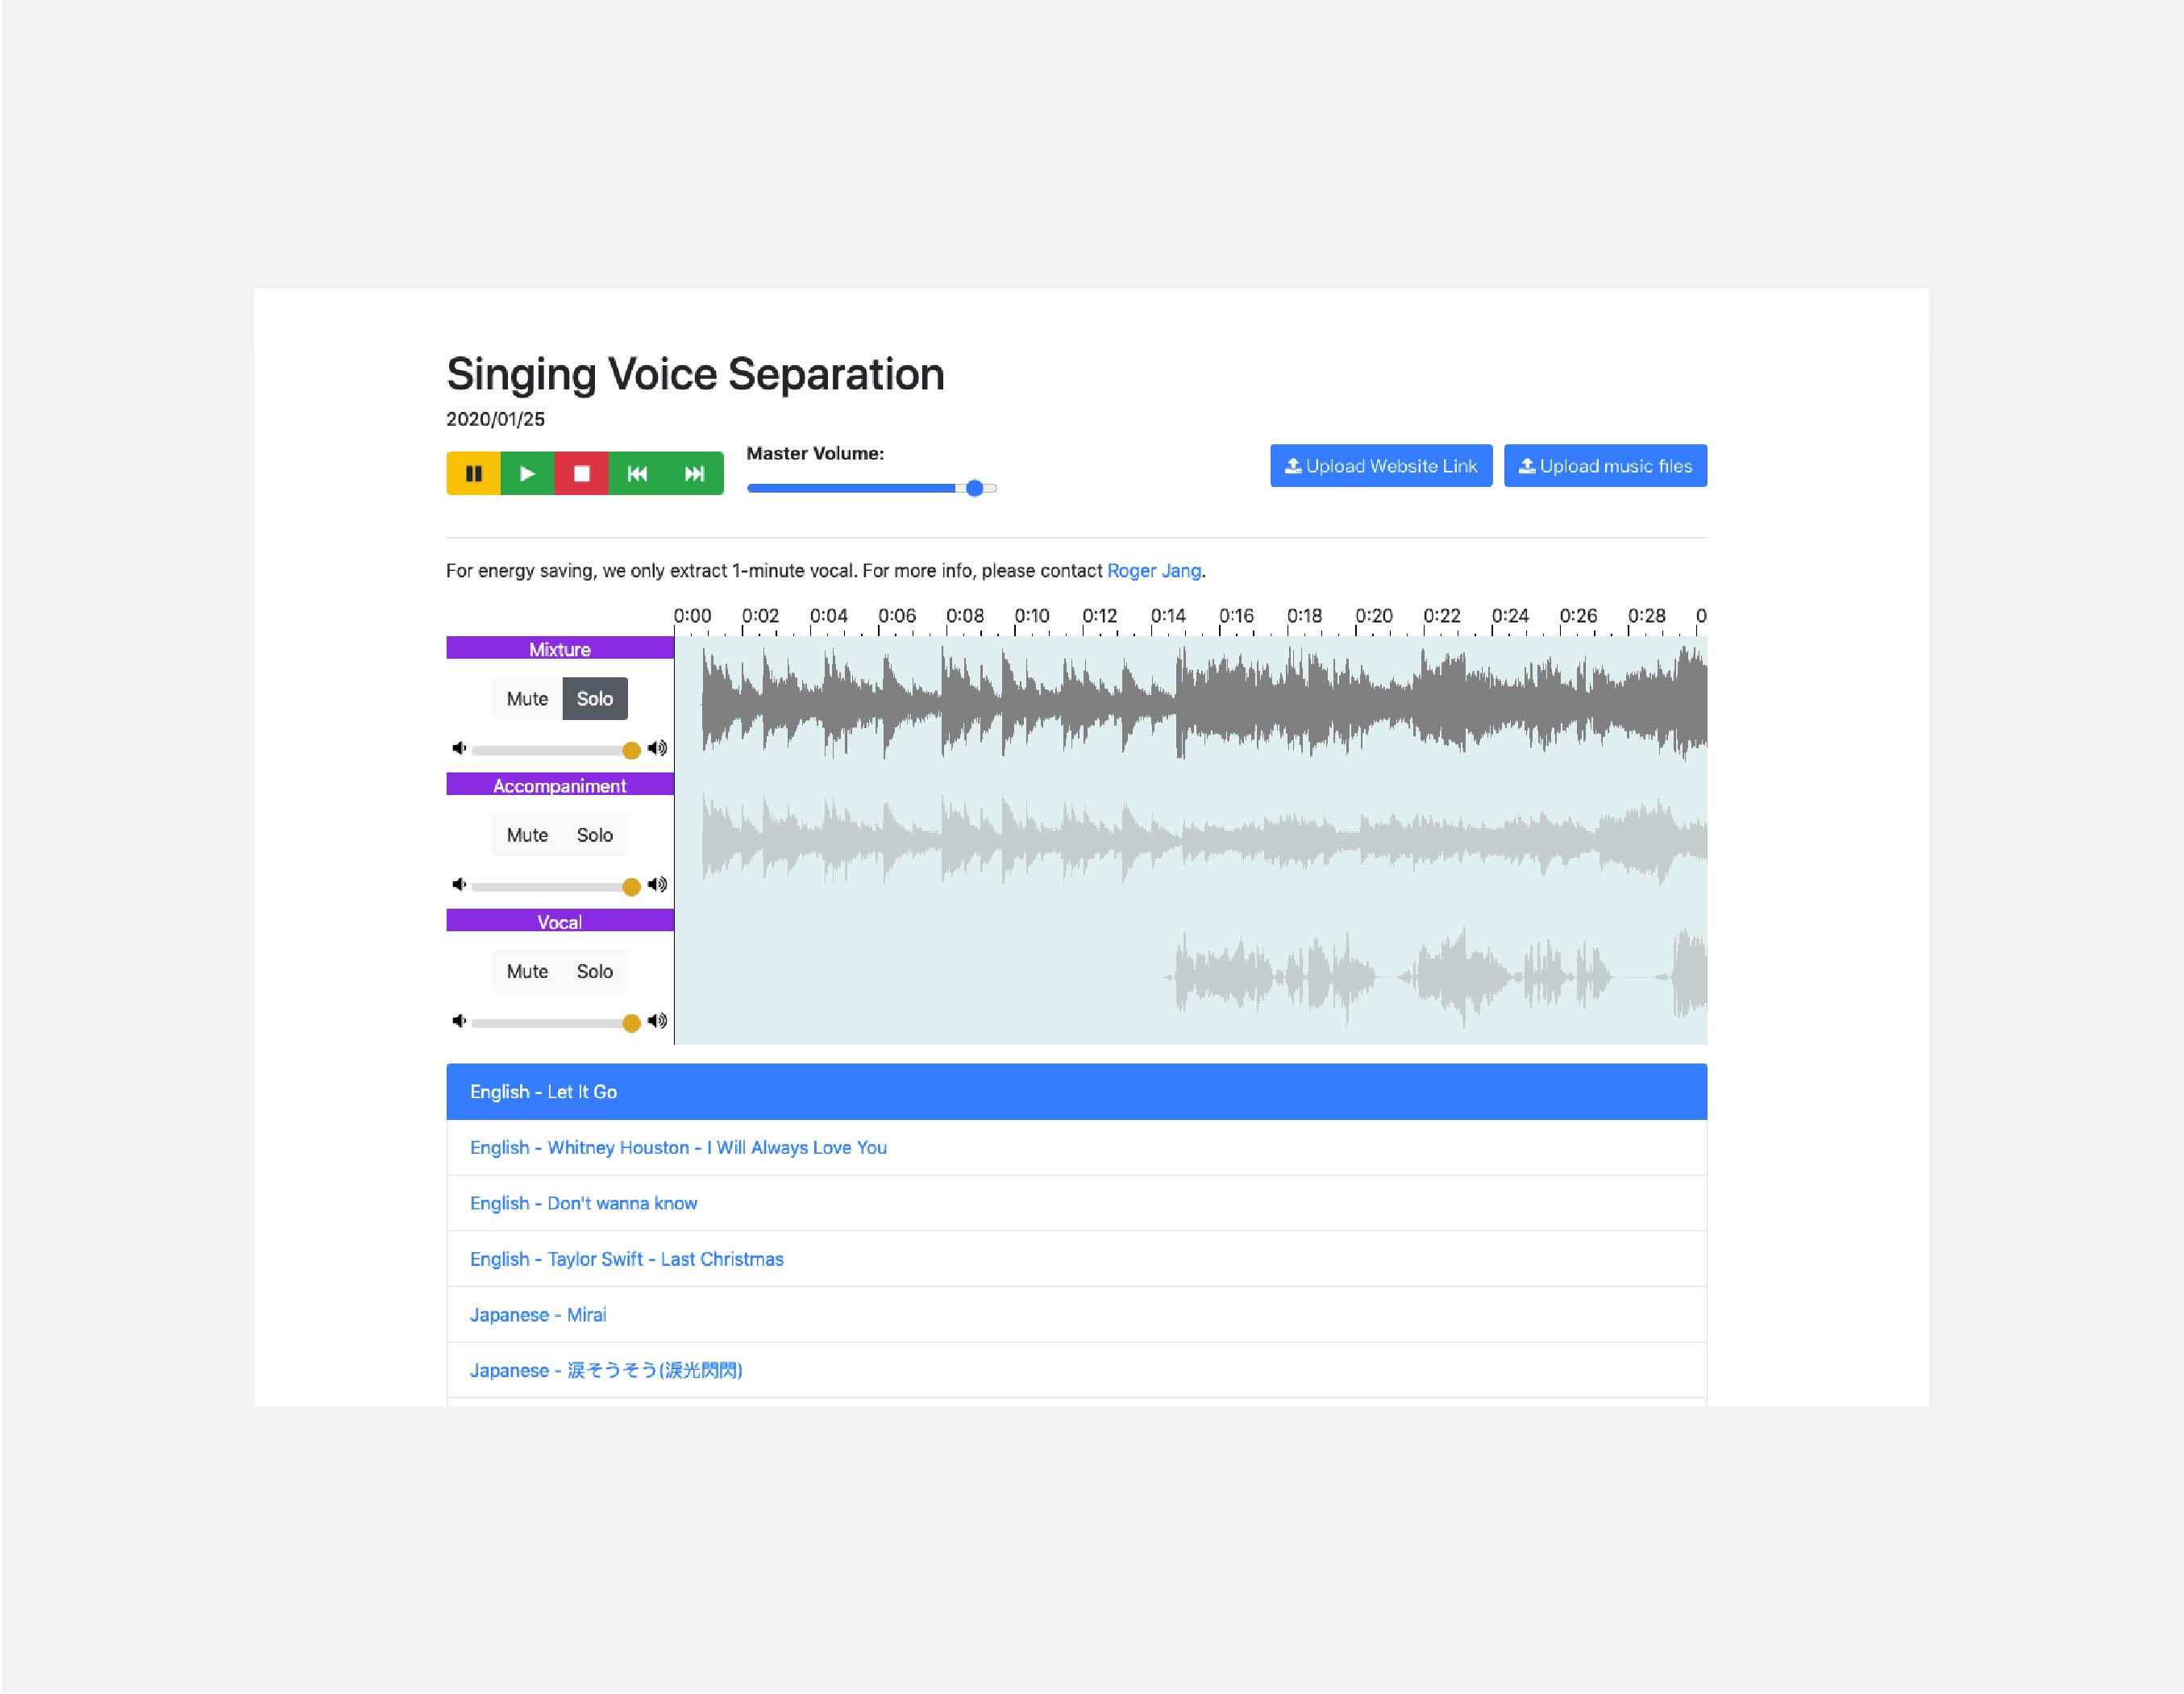 Singing Voice Separation
2020/01/25
Master Volume:
Upload Website Link
Upload music files
For energy saving, we only extract 1-minute vocal. For more info, please contact Roger Jang.
0:00 0:02 0:04 0:06 0:08 0:10 0:12 0:14 0:16 0:18 0:20 0:22 0:24 0:26 0:28 0
Mixture
Mute Solo
Accompaniment
Mute Solo
Vocal
Mute Solo
English - Let It Go
English - Whitney Houston - I Will Always Love You
English - Don't wanna know
English - Taylor Swift - Last Christmas
Japanese - Mirai
Japanese - 涙そうそう(淚光閃閃)